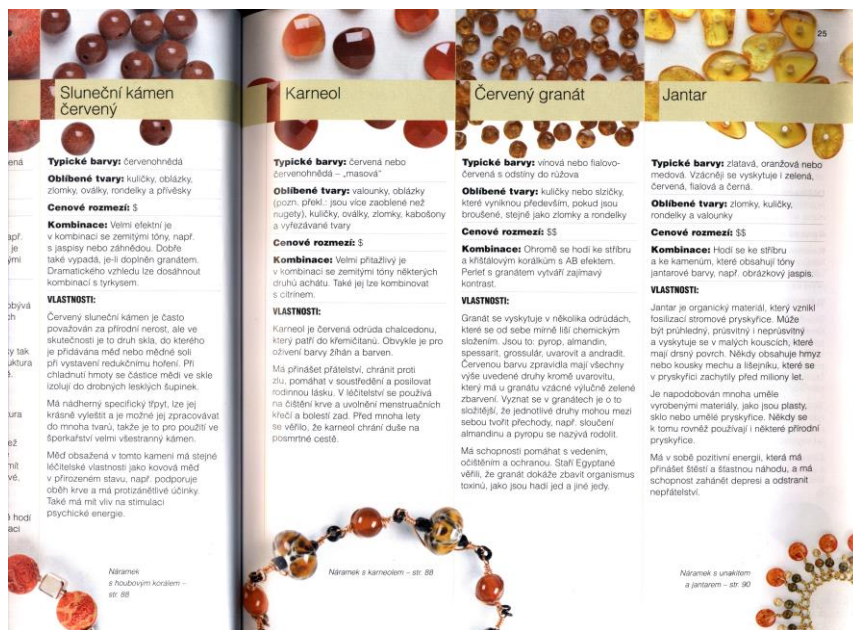 25
Sluneční kámen
červený
Typické barvy: červenohnědá
Oblíbené tvary: kuličky, oblázky,
zlomky, oválky, rondelky a přívěsky
Cenové rozmezí: $
Kombinace: Velmi efektní je
v kombinaci se zemitými tóny, např.
s jaspisy nebo záhnědou. Dobře
také vypadá, je-li doplněn granátem.
Dramatického vzhledu lze dosáhnout
kombinací s tyrkysem.
VLASTNOSTI:
Červený sluneční kámen je často
považován za přírodní nerost, ale ve
skutečnosti je to druh skla, do kterého
je přidávána měď nebo mědné soli
při vystavení redukčnímu hoření. Při
chladnutí hmoty se částice mědi ve skle
izolují do drobných lesklých šupinek.
Má nádherný specifický třpyt, lze jej
krásně vyleštit a je možné jej zpracovávat
do mnoha tvarů, takže je to pro použití ve
šperkařství velmi všestranný kámen.
Měď obsažená v tomto kameni má stejné
léčitelské vlastnosti jako kovová měď
v přirozeném stavu, např. podporuje
oběh krve a má protizánětlivé účinky.
Také má mít vliv na stimulaci
psychické energie.
Náramek
s houbovým korálem –
str. 88
Karneol
Typické barvy: červená nebo
červenohnědá – „masová“
Oblíbené tvary: valounky, oblázky
(pozn. překl.: jsou více zaoblené než
nugety), kuličky, oválky, zlomky, kabošony
a vyřezávané tvary
Cenové rozmezí: $
Kombinace: Velmi přitažlivý je
v kombinaci se zemitými tóny některých
druhů achátu. Také jej lze kombinovat
s citrínem.
VLASTNOSTI:
Karneol je červená odrůda chalcedonu,
který patří do křemičitanů. Obvykle je pro
oživení barvy žíhán a barven.
Má přinášet přátelství, chránit proti
zlu, pomáhat v soustředění a posilovat
rodinnou lásku. V léčitelství se používá
na čištění krve a uvolnění menstruačních
křečí a bolestí zad. Před mnoha lety
se věřilo, že karneol chrání duše na
posmrtné cestě.
Náramek s karneolem – str. 88
Červený granát
Typické barvy: vínová nebo fialovo-
červená s odstíny do růžova
Oblíbené tvary: kuličky nebo slzičky,
které vyniknou především, pokud jsou
broušené, stejně jako zlomky a rondelky
Cenové rozmezí: $$
Kombinace: Ohromě se hodí ke stříbru
a křišťálovým korálkům s AB efektem.
Perleť s granátem vytváří zajímavý
kontrast.
VLASTNOSTI:
Granát se vyskytuje v několika odrůdách,
které se od sebe mírně liší chemickým
složením. Jsou to: pyrop, almandin,
spessarit, grossulár, uvarovit a andradit.
Červenou barvu zpravidla mají všechny
výše uvedené druhy kromě uvarovitu,
který má u granátu vzácné výlučně zelené
zbarvení. Vyznat se v granátech je o to
složitější, že jednotlivé druhy mohou mezi
sebou tvořit přechody, např. sloučení
almandinu a pyropu se nazývá rodolit.
Má schopnosti pomáhat s vedením,
očištěním a ochranou. Staří Egyptané
věřili, že granát dokáže zbavit organismus
toxinů, jako jsou hadí jed a jiné jedy.
Jantar
Typické barvy: zlatavá, oranžová nebo
medová. Vzácněji se vyskytuje i zelená,
červená, fialová a černá.
Oblíbené tvary: zlomky, kuličky,
rondelky a valounky
Cenové rozmezí: $$
Kombinace: Hodí se ke stříbru
a ke kamenům, které obsahují tóny
jantarové barvy, např. obrázkový jaspis.
VLASTNOSTI:
Jantar je organický materiál, který vznikl
fosilizací stromové pryskyřice. Může
být průhledný, průsvitný i neprůsvitný
a vyskytuje se v malých kouscích, které
mají drsný povrch. Někdy obsahuje hmyz
nebo kousky mechu a lišejníku, které se
v pryskyřici zachytily před miliony let.
Je napodobován mnoha uměle
vyrobenými materiály, jako jsou plasty,
sklo nebo umělé pryskyřice. Někdy se
k tomu rovněž používají i některé přírodní
pryskyřice.
Má v sobě pozitivní energii, která má
přinášet štěstí a šťastnou náhodu, a má
schopnost zahánět depresi a odstranit
nepřátelství.
Náramek s unakitem
a jantarem – str. 90